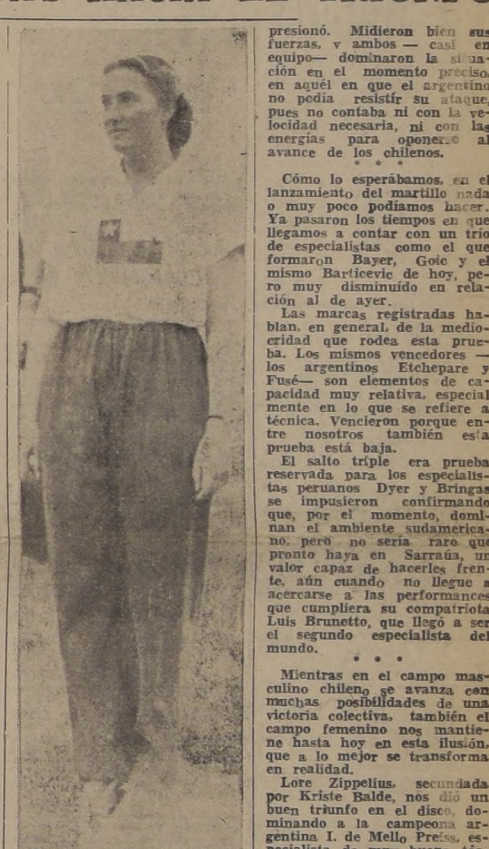 presionó. Midieron bien sus
fuerzas, y ambos — casi en
equipo— dominaron la situa-
ción en el momento preciso,
en aquél en que el argentino
no podía resistir su ataque,
pues no contaba ni con la ve-
locidad necesaria, ni con las
energías para oponerse al
avance de los chilenos.
* * *
Cómo lo esperábamos, en el
lanzamiento del martillo nada
o muy poco podíamos hacer.
Ya pasaron los tiempos en que
llegamos a contar con un trío
de especialistas como el que
formaron Bayer, Goic y el
mismo Barticevic de hoy, pe-
ro muy disminuído en rela-
ción al de ayer.
Las marcas registradas ha-
blan, en general, de la medio-
cridad que rodea esta prue-
ba. Los mismos vencedores —
los argentinos Etchepare y
Fusé— son elementos de ca-
pacidad muy relativa, especial
mente en lo que se refiere a
técnica. Vencieron porque en-
tre nosotros también esta
prueba está baja.
El salto triple era prueba
reservada para los especialis-
tas peruanos Dyer y Bringas
se impusieron confirmando
que, por el momento, domi-
nan el ambiente sudamerica-
no, pero no sería raro que
pronto haya en Sarraúa, un
valor capaz de hacerles fren-
te, aún cuando no llegue a
acercarse a las performances
que cumpliera su compatriota
Luis Brunetto, que llegó a ser
el segundo especialista del
mundo.
* * *
Mientras en el campo mas-
culino chileno se avanza con
muchas posibilidades de una
victoria colectiva, también el
campo femenino nos mantie-
ne hasta hoy en esta ilusión,
que a lo mejor se transforma
en realidad.
Lore Zippelius, secundada
por Kriste Balde, nos dió un
buen triunfo en el disco, do-
minando a la campeona ar-
gentina I. de Mello Preiss, es-